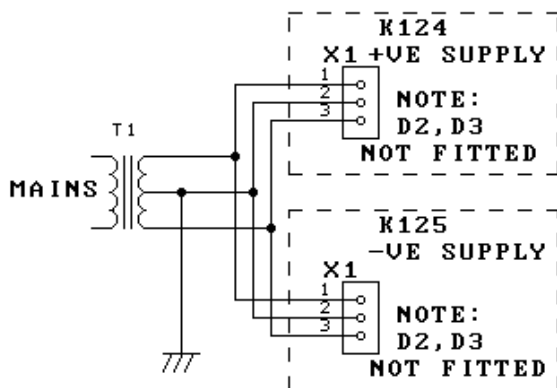 K124
X1 +VE SUPPLY
1
2
3
NOTE:
D2,D3
NOT FITTED
T1
MAINS
K125
-VE SUPPLY
X1
1
2
3
NOTE:
D2,D3
NOT FITTED